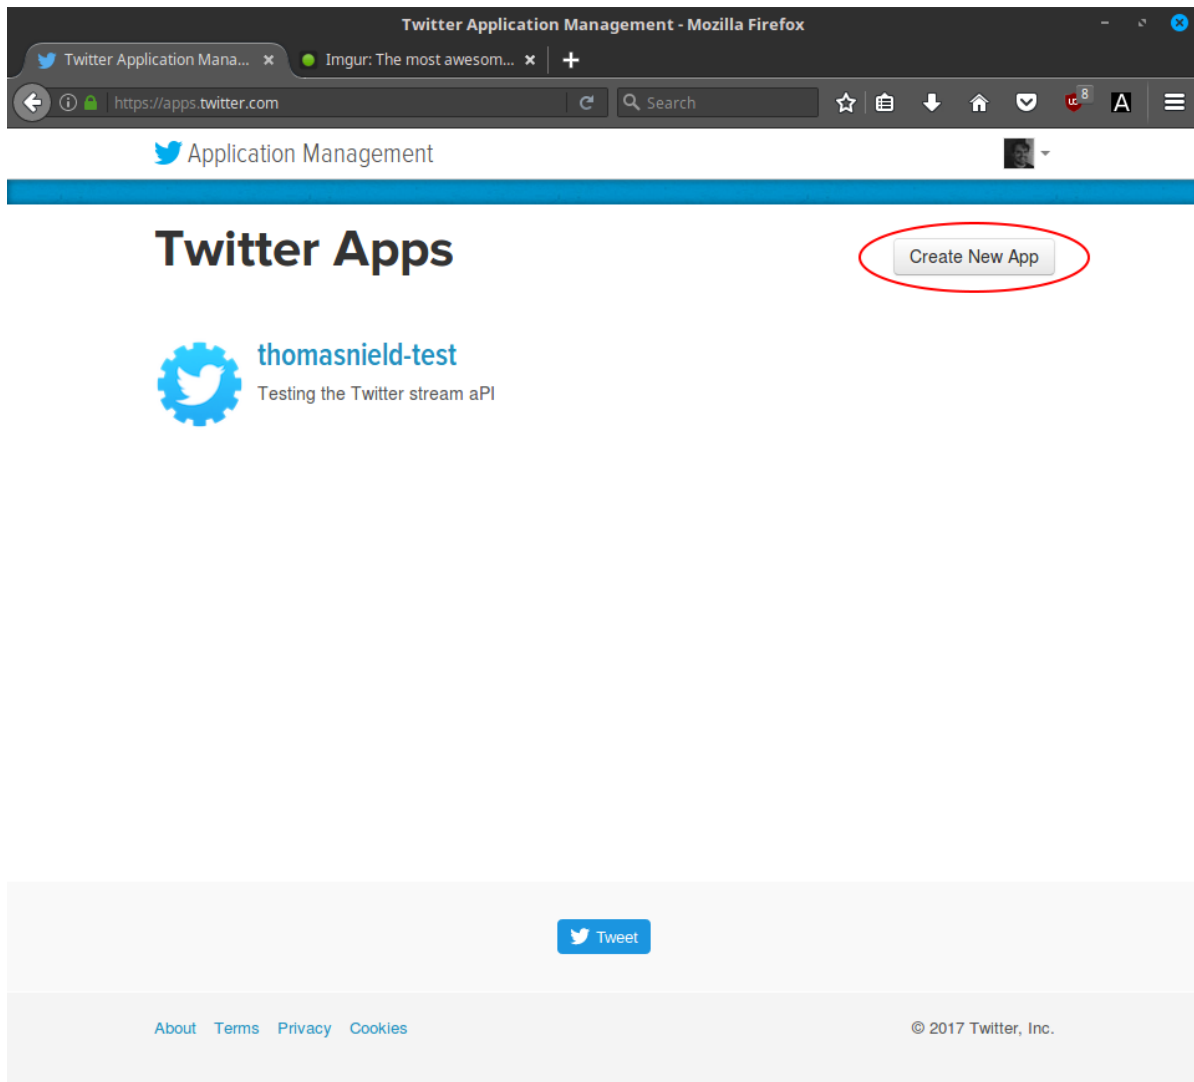 Twitter Application Management - Mozilla Firefox
Twitter Application Mana...
Imgur: The most awesom...
https://apps.twitter.com
Search
8
A
Application Management
Twitter Apps
Create New App
thomasnield-test
Testing the Twitter stream aPI
Tweet
About Terms Privacy Cookies
© 2017 Twitter, Inc.